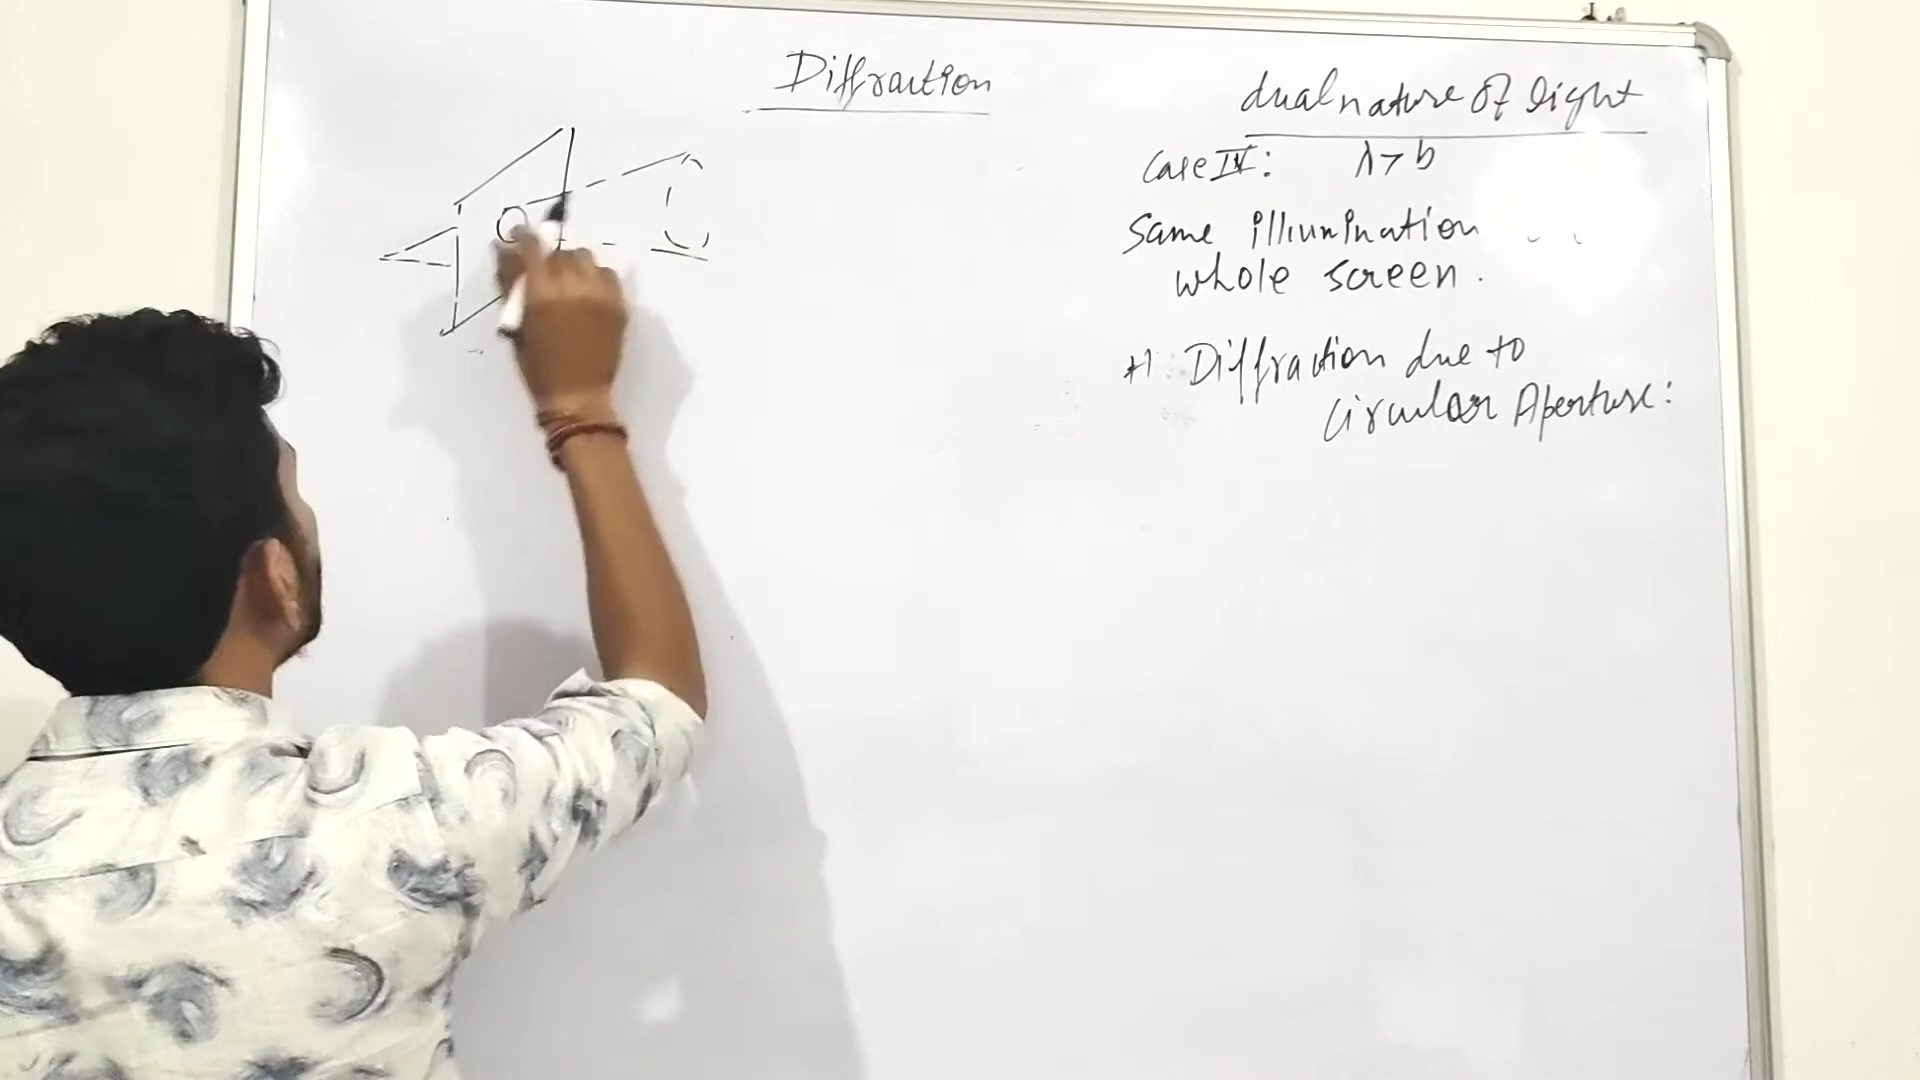 Diffraction
dual nature of light
Case IV: λ > b
Same illumination
whole screen.
Diffraction due to
Circular Aperture: